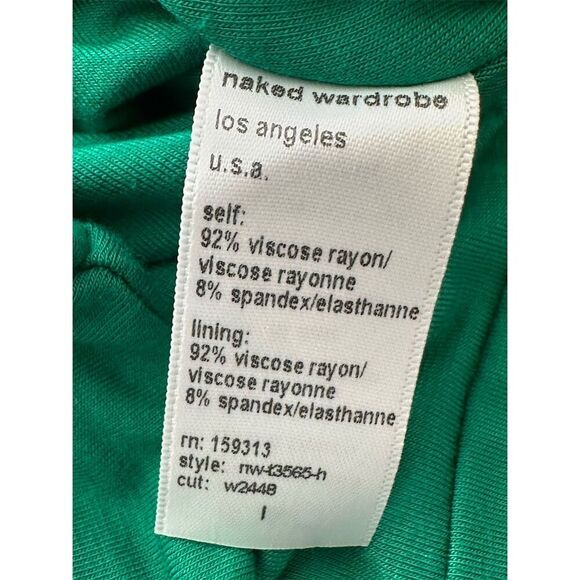 naked wardrobe
los angeles
u.s.a.
self:
92% viscose rayon/
viscose rayonne
8% spandex/elasthanne
lining:
92% viscose rayon/
viscose rayonne
8% spandex/elasthanne
rn: 159313
style: nw-t3565-h
cut: w2448
l